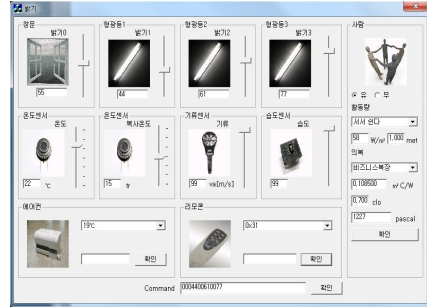 밝기
창문
밝기0
55
형광등1
밝기1
44
형광등2
밝기2
61
형광등3
밝기3
77
사람
유 무
활동량
서서 쉰다
58 W/m² 1,000 met
의복
비즈니스복장
0,108500 m² C/W
0,700 clo
1227 pascal
확인
온도센서
온도
22 ℃
온도센서
복사온도
15 tr
기류센서
기류
99 vm[m/s]
습도센서
습도
99
에어컨
19℃
확인
리모콘
0x31
확인
Command 0004400610077 확인